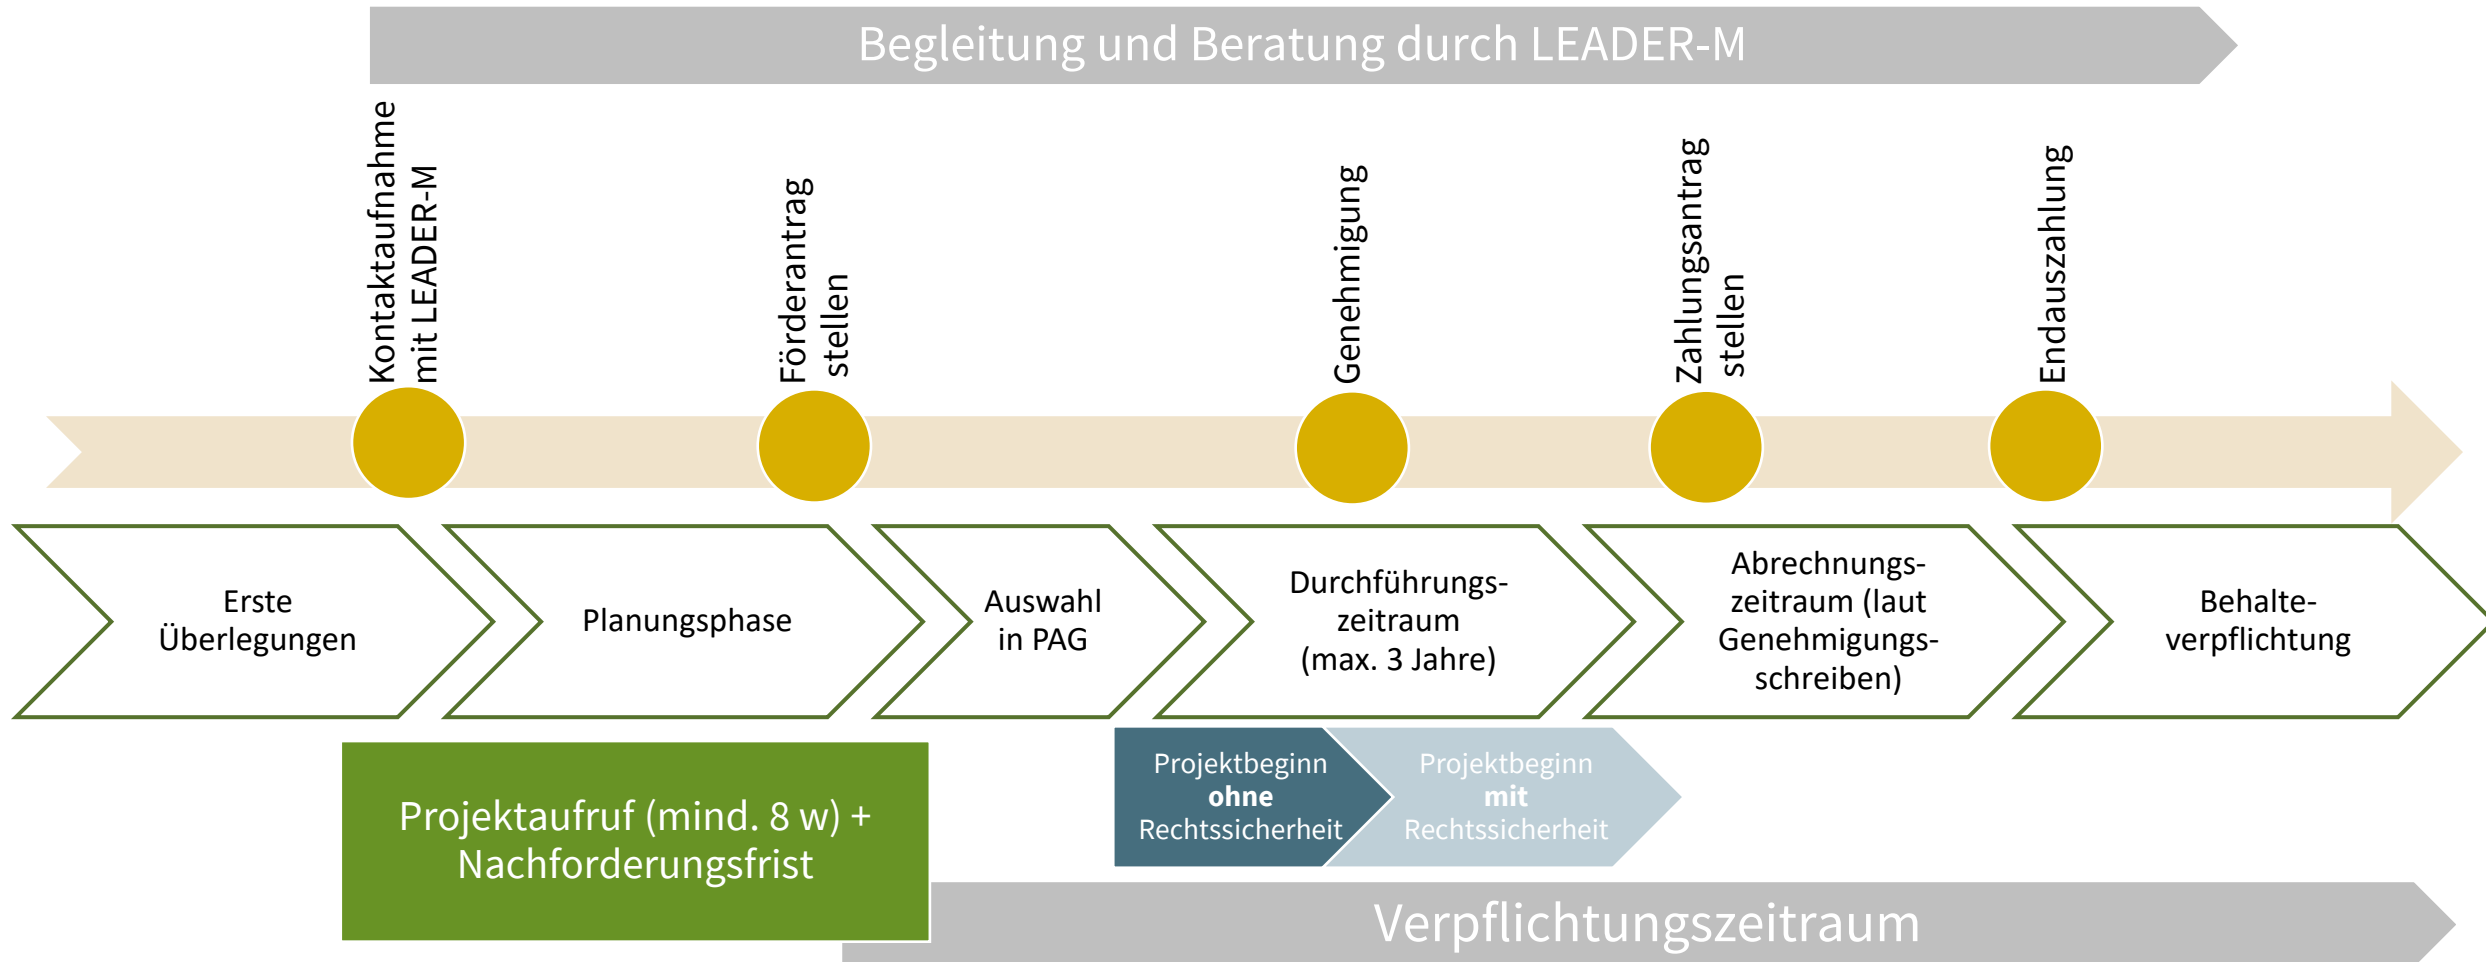 Begleitung und Beratung durch LEADER-M
Kontaktaufnahme
mit LEADER-M
Förderantrag
stellen
Genehmigung
Zahlungsantrag
stellen
Endauszahlung
Erste
Überlegungen
Planungsphase
Auswahl
in PAG
Durchführungs-
zeitraum
(max. 3 Jahre)
Abrechnungs-
zeitraum (laut
Genehmigungs-
schreiben)
Behalte-
verpflichtung
Projektaufruf (mind. 8 w) +
Nachforderungsfrist
Projektbeginn
ohne
Rechtssicherheit
Projektbeginn
mit
Rechtssicherheit
Verpflichtungszeitraum